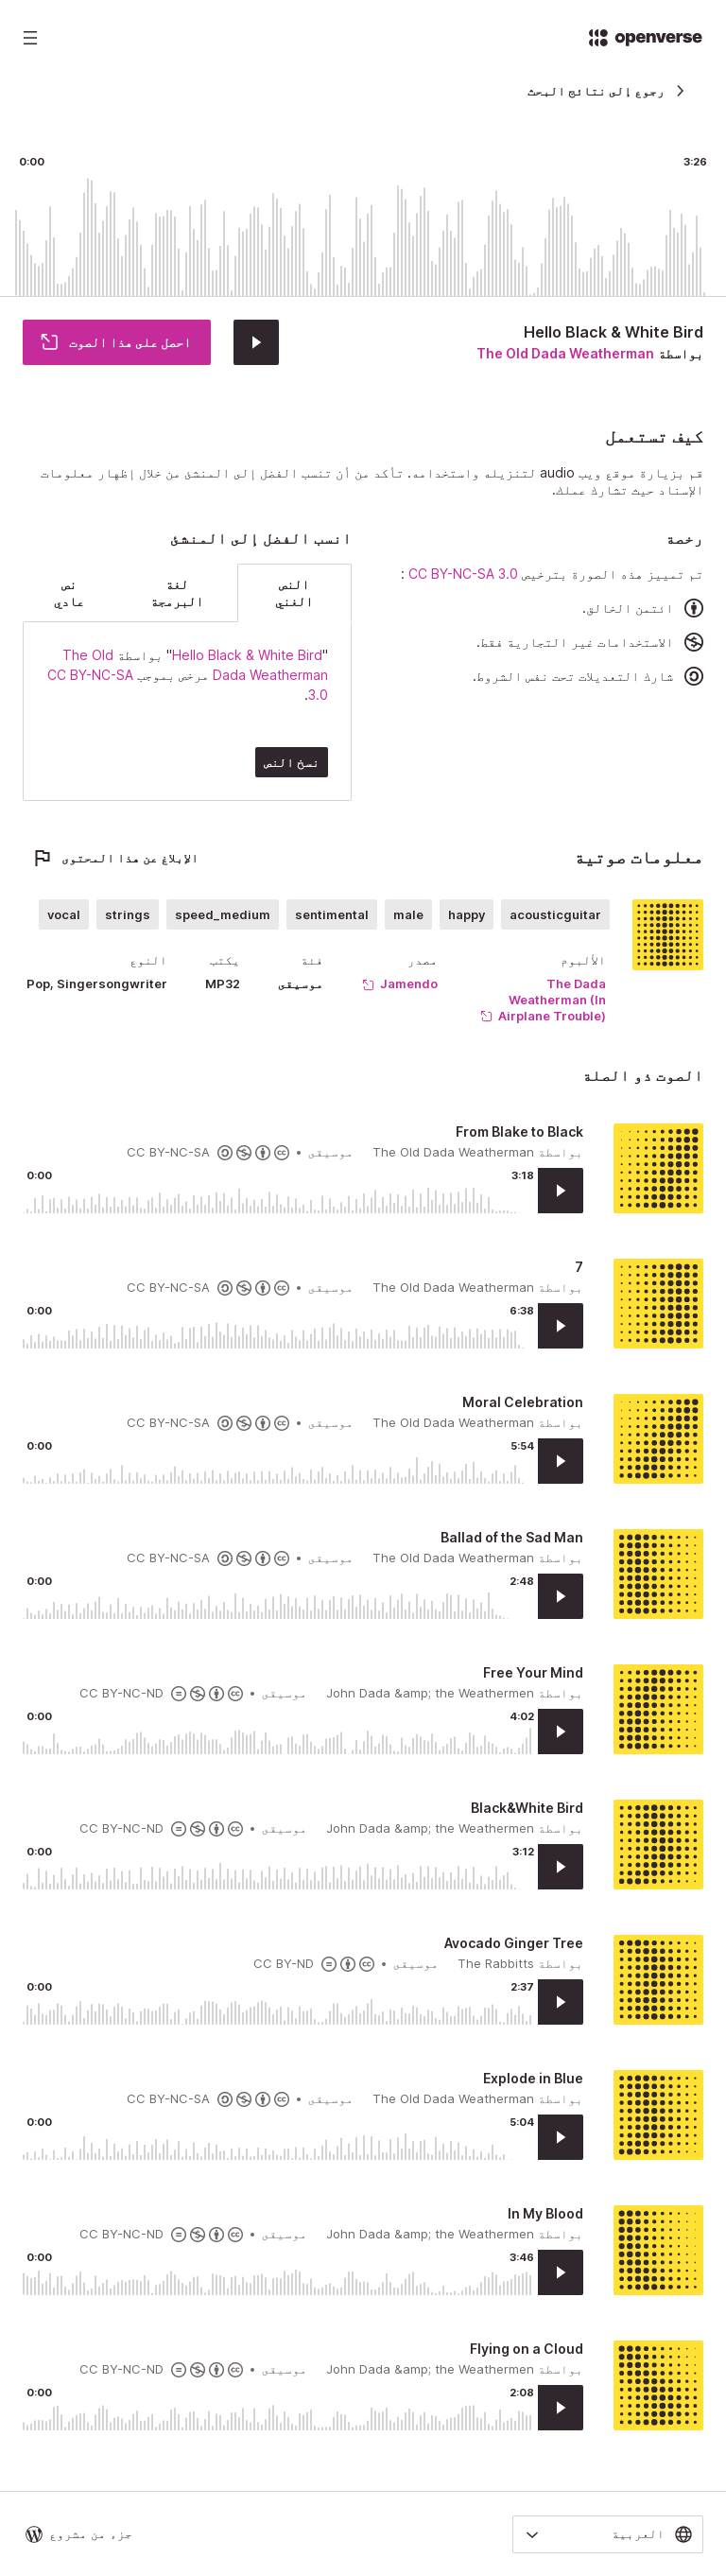 openverse
رجوع إلى نتائج البحث
0:00
3:26
Hello Black & White Bird
بواسطة The Old Dada Weatherman
احصل على هذا الصوت
كيف تستعمل
قم بزيارة موقع ويب audio لتنزيله واستخدامه. تأكد من أن تنسب الفضل إلى المنشئ من خلال إظهار معلومات
الإسناد حيث تشارك عملك.
رخصة
تم تمييز هذه الصورة بترخيص CC BY-NC-SA 3.0 :
ائتمن الخالق.
الاستخدامات غير التجارية فقط.
شارك التعديلات تحت نفس الشروط.
انسب الفضل إلى المنشئ
النص
الغني
لغة
البرمجة
نص
عادي
"Hello Black & White Bird" بواسطة The Old
Dada Weatherman مرخص بموجب CC BY-NC-SA
3.0.
نسخ النص
معلومات صوتية
الإبلاغ عن هذا المحتوى
acousticguitar
happy
male
sentimental
speed_medium
strings
vocal
الألبوم
The Dada
Weatherman (In
Airplane Trouble)
مصدر
Jamendo
فئة
موسيقى
يكتب
MP32
النوع
Pop, Singersongwriter
الصوت ذو الصلة
From Blake to Black
بواسطة The Old Dada Weatherman
موسيقى • CC BY-NC-SA
0:00
3:18
7
بواسطة The Old Dada Weatherman
موسيقى • CC BY-NC-SA
0:00
6:38
Moral Celebration
بواسطة The Old Dada Weatherman
موسيقى • CC BY-NC-SA
0:00
5:54
Ballad of the Sad Man
بواسطة The Old Dada Weatherman
موسيقى • CC BY-NC-SA
0:00
2:48
Free Your Mind
بواسطة John Dada &amp; the Weathermen
موسيقى • CC BY-NC-ND
0:00
4:02
Black&White Bird
بواسطة John Dada &amp; the Weathermen
موسيقى • CC BY-NC-ND
0:00
3:12
Avocado Ginger Tree
بواسطة The Rabbitts
موسيقى • CC BY-ND
0:00
2:37
Explode in Blue
بواسطة The Old Dada Weatherman
موسيقى • CC BY-NC-SA
0:00
5:04
In My Blood
بواسطة John Dada &amp; the Weathermen
موسيقى • CC BY-NC-ND
0:00
3:46
Flying on a Cloud
بواسطة John Dada &amp; the Weathermen
موسيقى • CC BY-NC-ND
0:00
2:08
العربية
جزء من مشروع